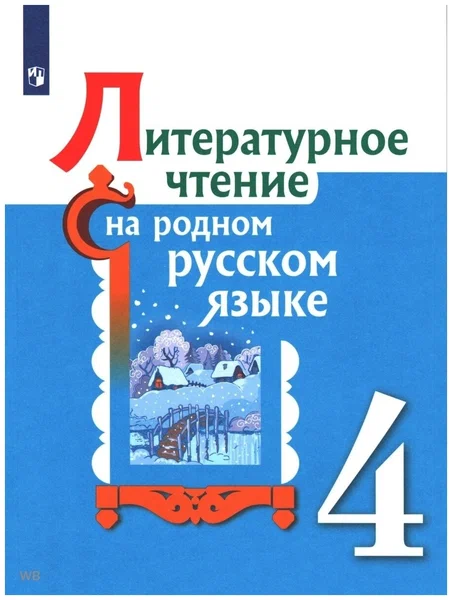 Литературное
чтение
на родном
русском
языке
4
WB